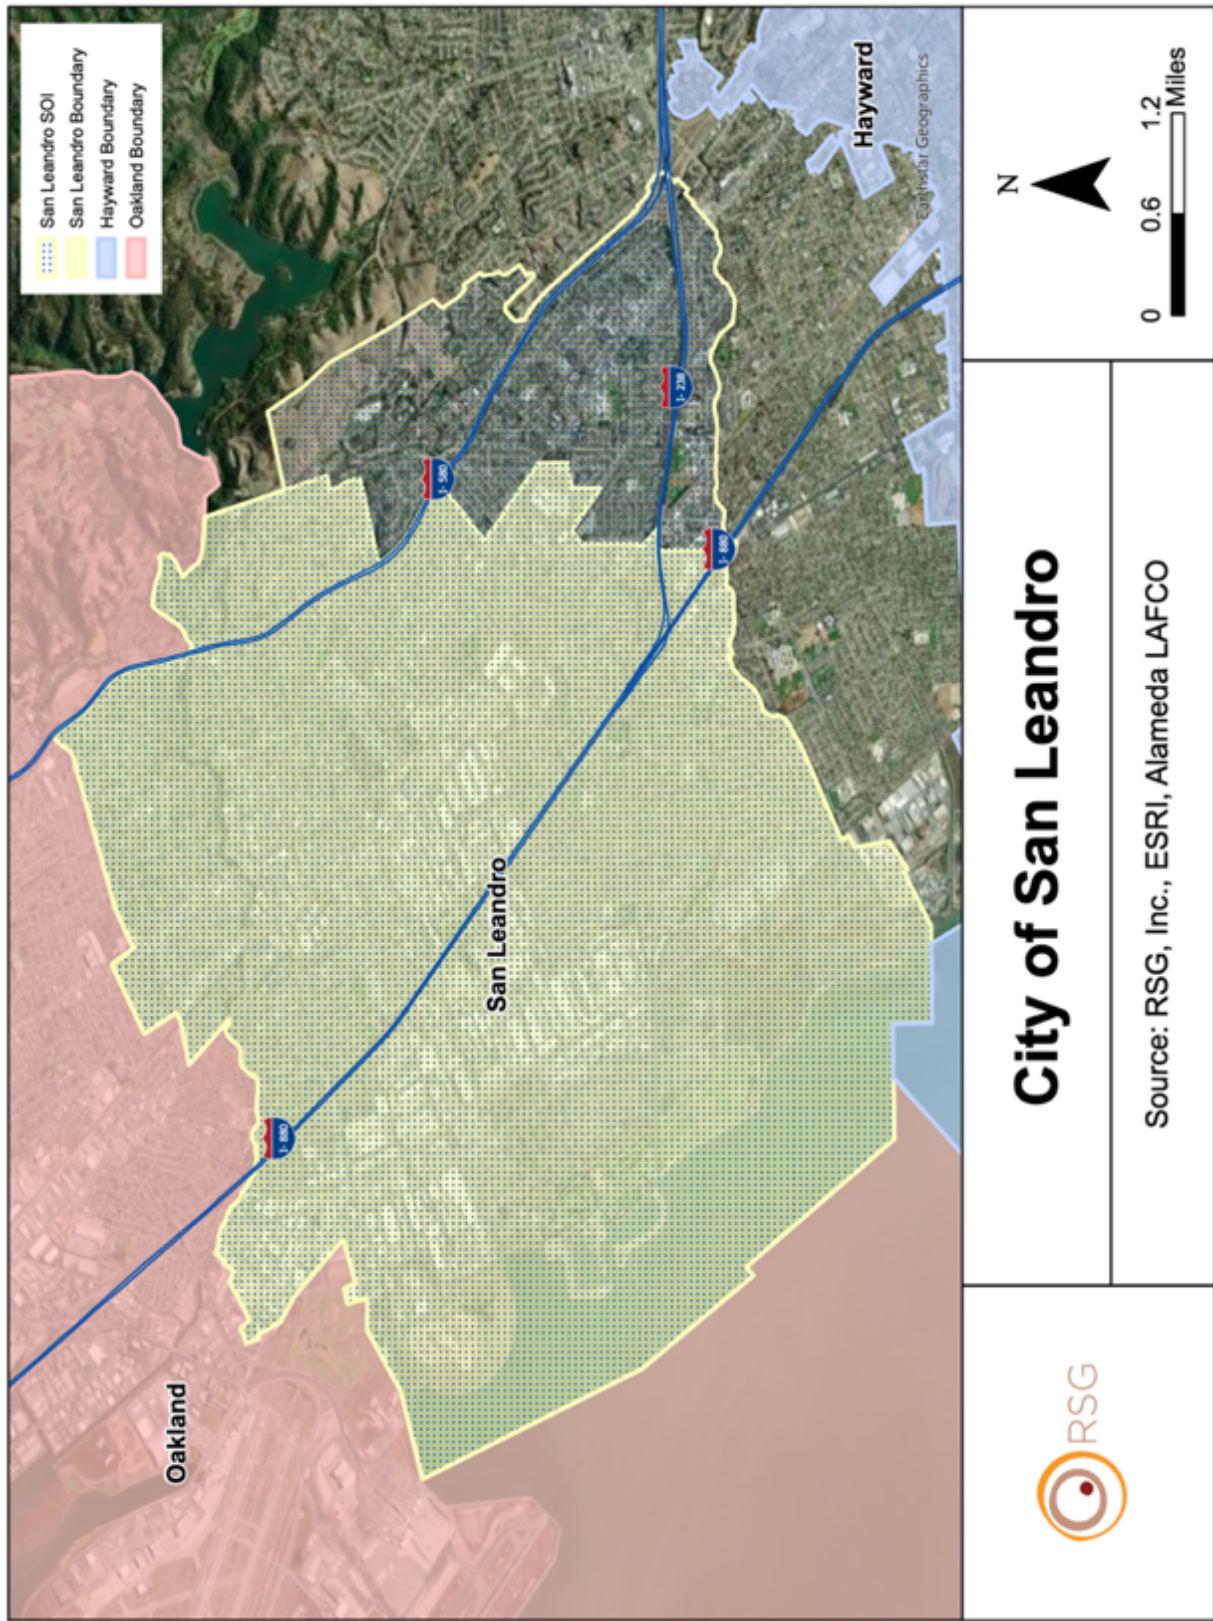 San Leandro SOI
San Leandro Boundary
Hayward Boundary
Oakland Boundary
I-580
I-238
I-880
I-880
Oakland
San Leandro
Hayward
Earthstar Geographics
RSG
City of San Leandro
Source: RSG, Inc., ESRI, Alameda LAFCO
N
0 0.6 1.2
Miles